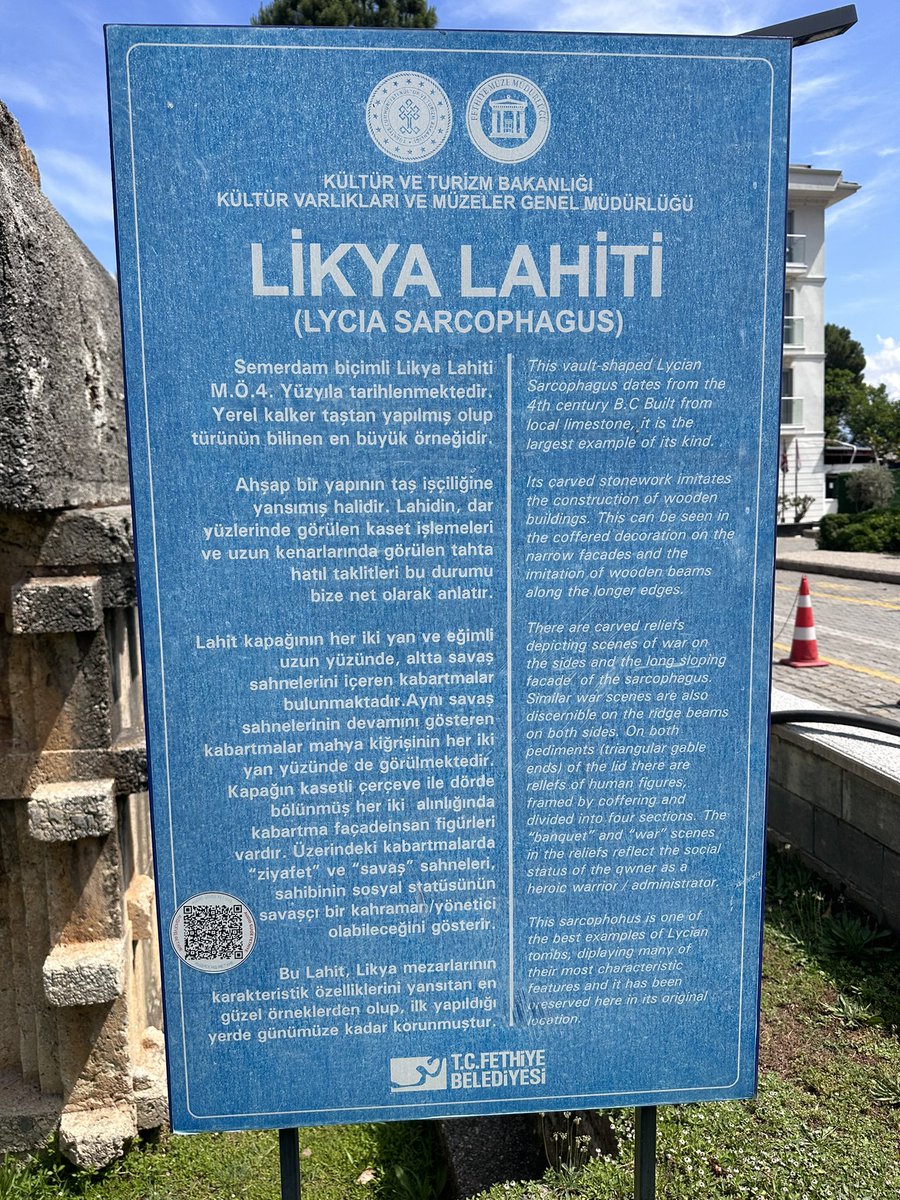 FETHİYE MÜZE MÜDÜRLÜĞÜ
KÜLTÜR VE TURİZM BAKANLIĞI
KÜLTÜR VARLIKLARI VE MÜZELER GENEL MÜDÜRLÜĞÜ
LİKYA LAHİTİ
(LYCIA SARCOPHAGUS)
Semerdam biçimli Likya Lahiti
M.Ö.4. Yüzyıla tarihlenmektedir.
Yerel kalker taştan yapılmış olup
türünün bilinen en büyük örneğidir.
Ahşap bir yapının taş işçiliğine
yansımış halidir. Lahidin, dar
yüzlerinde görülen kaset işlemeleri
ve uzun kenarlarında görülen tahta
hatıl taklitleri bu durumu
bize net olarak anlatır.
Lahit kapağının her iki yan ve eğimli
uzun yüzünde, altta savaş
sahnelerini içeren kabartmalar
bulunmaktadır.Aynı savaş
sahnelerinin devamını gösteren
kabartmalar mahya kiğrişinin her iki
yan yüzünde de görülmektedir.
Kapağın kasetli çerçeve ile dörde
bölünmüş her iki alınlığında
kabartma façadeinsan figürleri
vardır. Üzerindeki kabartmalarda
“ziyafet” ve “savaş” sahneleri,
sahibinin sosyal statüsünün
savaşçı bir kahraman/yönetici
olabileceğini gösterir.
Bu Lahit, Likya mezarlarının
karakteristik özelliklerini yansıtan en
güzel örneklerden olup, ilk yapıldığı
yerde günümüze kadar korunmuştur.
This vault-shaped Lycian
Sarcophagus dates from the
4th century B.C Built from
local limestone, it is the
largest example of its kind.
Its carved stonework imitates
the construction of wooden
buildings. This can be seen in
the coffered decoration on the
narrow facades and the
imitation of wooden beams
along the longer edges.
There are carved reliefs
depicting scenes of war on
the sides and the long sloping
facade of the sarcophagus.
Similar war scenes are also
discernible on the ridge beams
on both sides. On both
pediments (triangular gable
ends) of the lid there are
reliefs of human figures,
framed by coffering and
divided into four sections. The
“banquet” and “war” scenes
in the reliefs reflect the social
status of the owner as a
heroic warrior / administrator.
This sarcophohus is one of
the best examples of Lycian
tombs, diplaying many of
their most characteristic
features and it has been
preserved here in its original
location.
T.C.FETHİYE
BELEDİYESİ